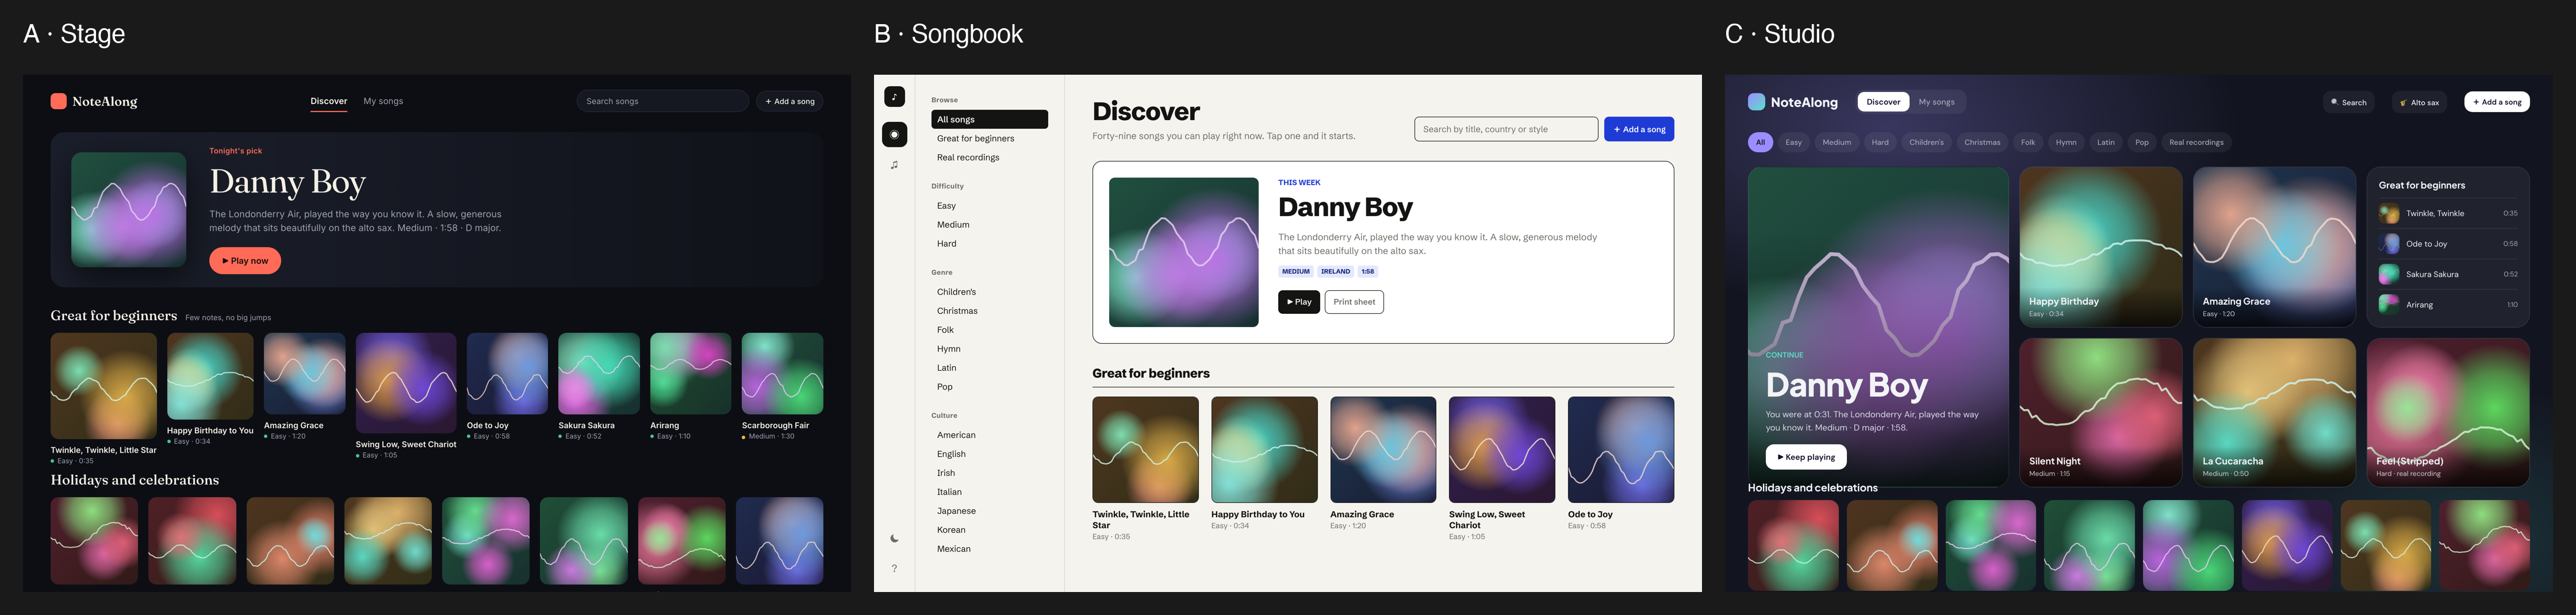 A · Stage
NoteAlong
Discover
My songs
Search songs
+ Add a song
Tonight's pick
Danny Boy
The Londonderry Air, played the way you know it. A slow, generous
melody that sits beautifully on the alto sax. Medium · 1:58 · D major.
Play now
Great for beginners
Few notes, no big jumps
Twinkle, Twinkle, Little Star
Easy · 0:35
Happy Birthday to You
Easy · 0:34
Amazing Grace
Easy · 1:20
Swing Low, Sweet Chariot
Easy · 1:05
Ode to Joy
Easy · 0:58
Sakura Sakura
Easy · 0:52
Arirang
Easy · 1:10
Scarborough Fair
Medium · 1:30
Holidays and celebrations
B · Songbook
Browse
All songs
Great for beginners
Real recordings
Difficulty
Easy
Medium
Hard
Genre
Children's
Christmas
Folk
Hymn
Latin
Pop
Culture
American
English
Irish
Italian
Japanese
Korean
Mexican
?
Discover
Forty-nine songs you can play right now. Tap one and it starts.
Search by title, country or style
+ Add a song
THIS WEEK
Danny Boy
The Londonderry Air, played the way you know it. A slow, generous melody
that sits beautifully on the alto sax.
MEDIUM
IRELAND
1:58
Play
Print sheet
Great for beginners
Twinkle, Twinkle, Little
Star
Easy · 0:35
Happy Birthday to You
Easy · 0:34
Amazing Grace
Easy · 1:20
Swing Low, Sweet
Chariot
Easy · 1:05
Ode to Joy
Easy · 0:58
C · Studio
NoteAlong
Discover
My songs
Search
Alto sax
+ Add a song
All
Easy
Medium
Hard
Children's
Christmas
Folk
Hymn
Latin
Pop
Real recordings
CONTINUE
Danny Boy
You were at 0:31. The Londonderry Air, played the way
you know it. Medium · D major · 1:58.
Keep playing
Happy Birthday
Easy · 0:34
Amazing Grace
Easy · 1:20
Great for beginners
Twinkle, Twinkle
0:35
Ode to Joy
0:58
Sakura Sakura
0:52
Arirang
1:10
Silent Night
Medium · 1:15
La Cucaracha
Medium · 0:50
Feel (Stripped)
Hard · real recording
Holidays and celebrations